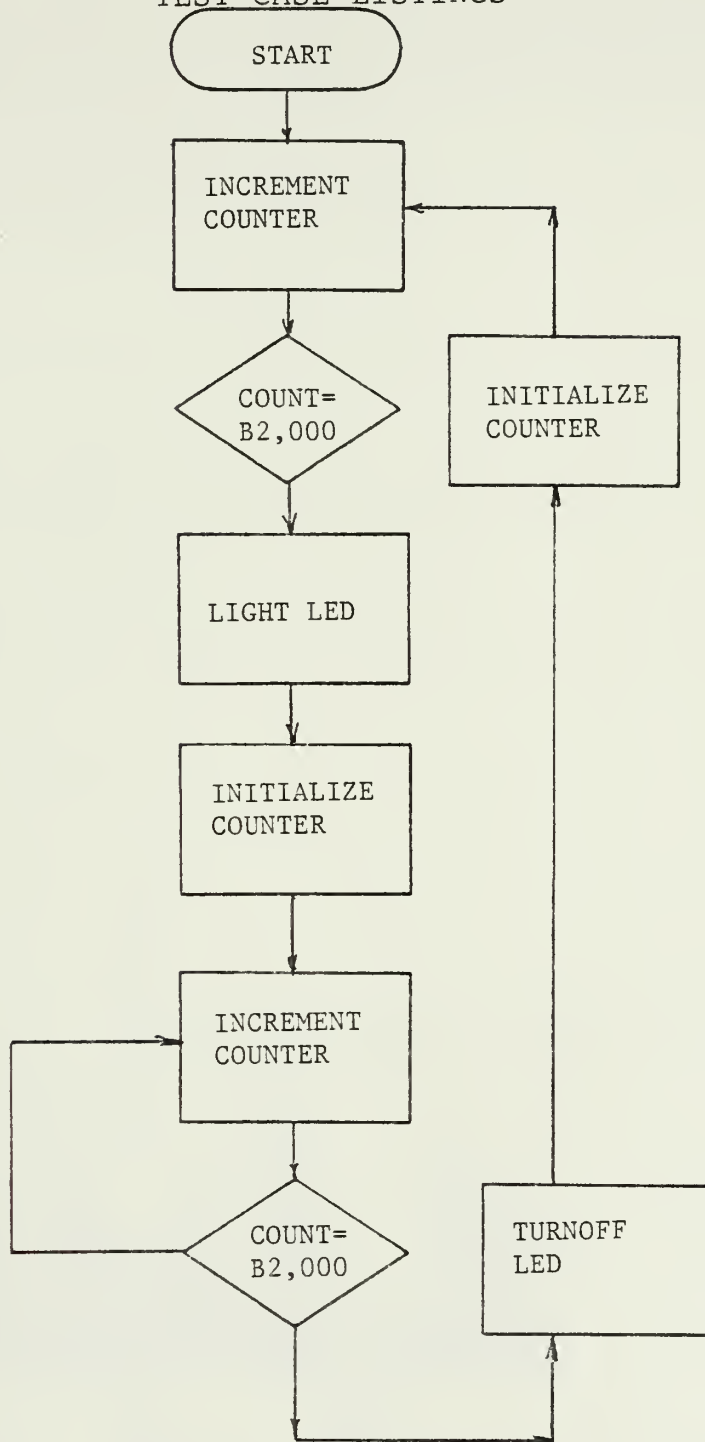 TEST CASE LISTINGS
START
INCREMENT
COUNTER
COUNT=
B2,000
INITIALIZE
COUNTER
LIGHT LED
INITIALIZE
COUNTER
INCREMENT
COUNTER
COUNT=
B2,000
TURNOFF
LED